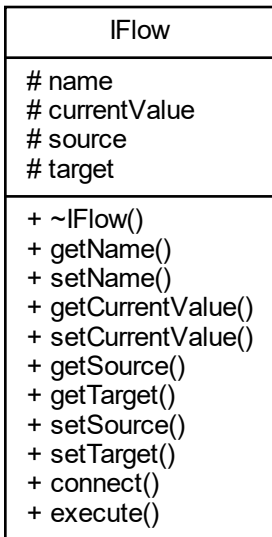 IFlow
# name
# currentValue
# source
# target
+ ~IFlow()
+ getName()
+ setName()
+ getCurrentValue()
+ setCurrentValue()
+ getSource()
+ getTarget()
+ setSource()
+ setTarget()
+ connect()
+ execute()